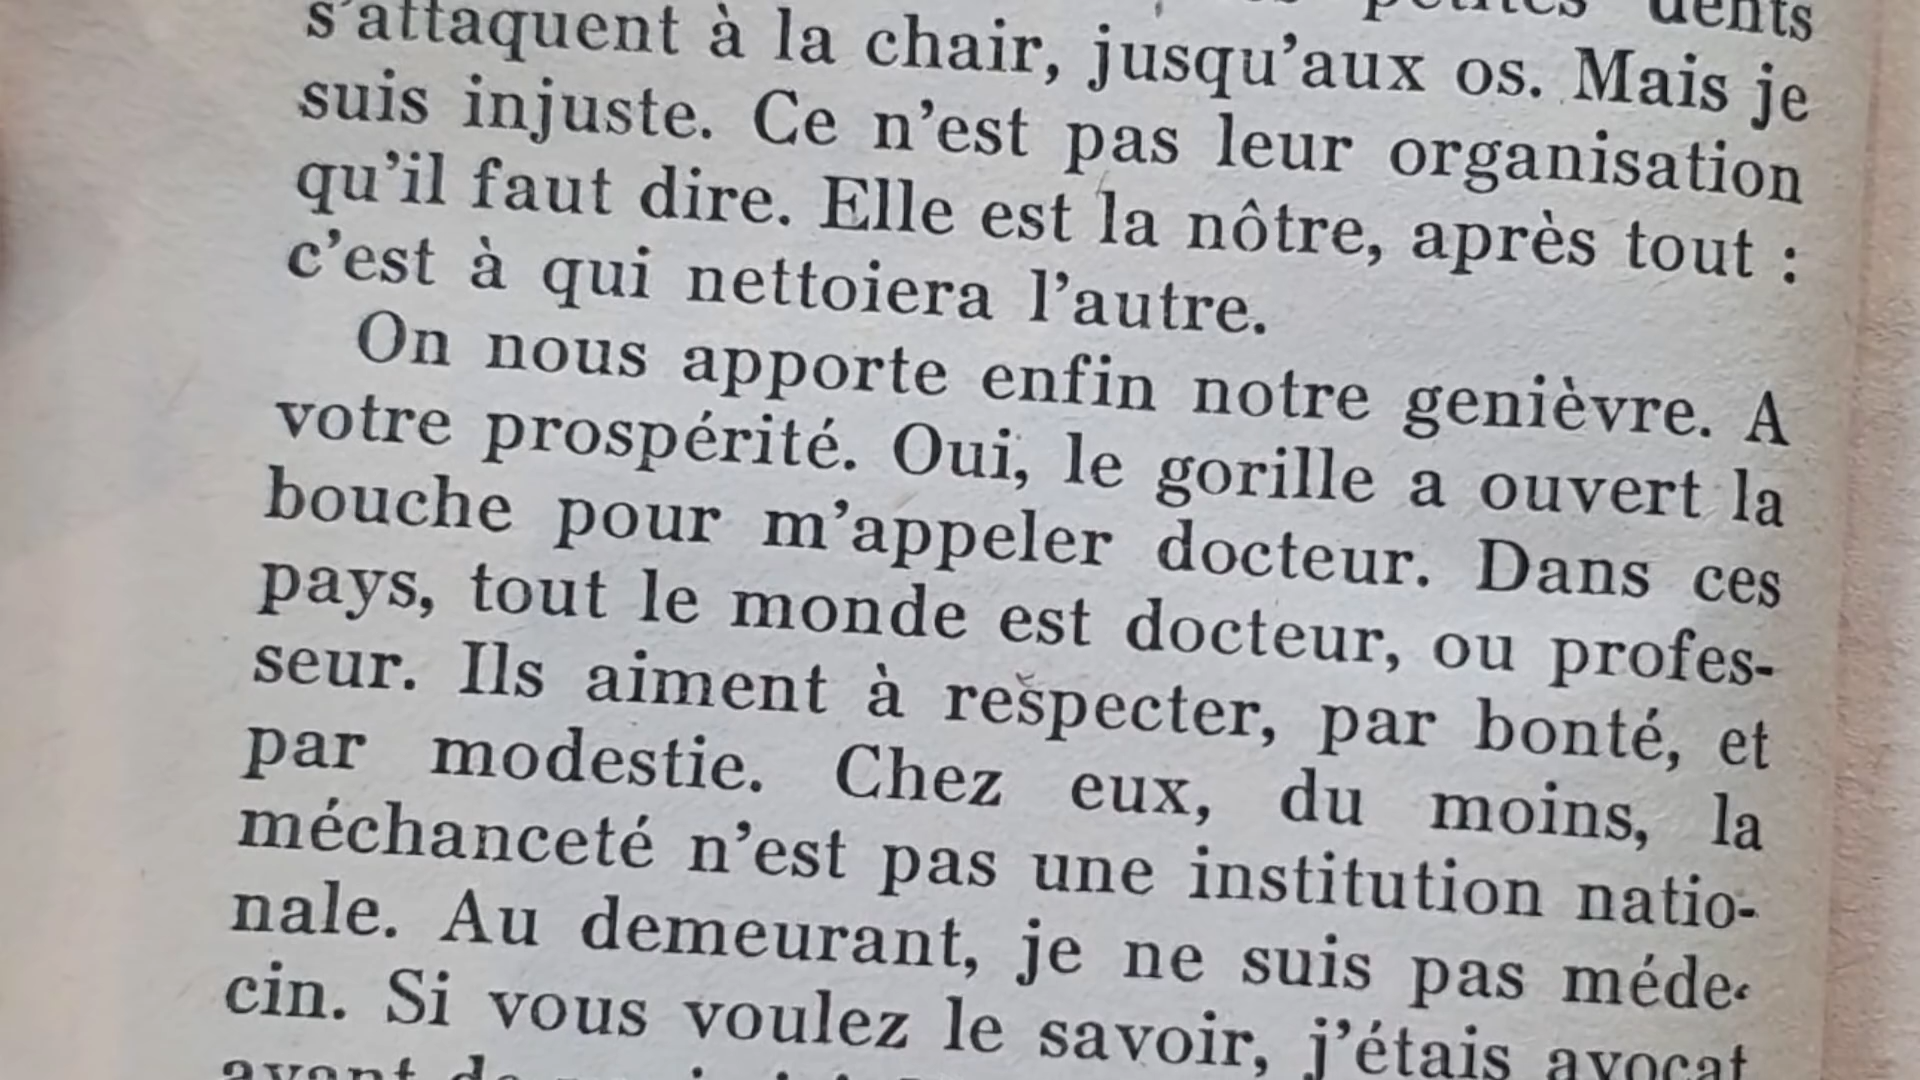 petites dents
s'attaquent à la chair, jusqu'aux os. Mais je
suis injuste. Ce n'est pas leur organisation
qu'il faut dire. Elle est la nôtre, après tout :
c'est à qui nettoiera l'autre.
On nous apporte enfin notre genièvre. A
votre prospérité. Oui, le gorille a ouvert la
bouche pour m'appeler docteur. Dans ces
pays, tout le monde est docteur, ou profes-
seur. Ils aiment à respecter, par bonté, et
par modestie. Chez eux, du moins, la
méchanceté n'est pas une institution natio-
nale. Au demeurant, je ne suis pas méde-
cin. Si vous voulez le savoir, j'étais avocat
avant de